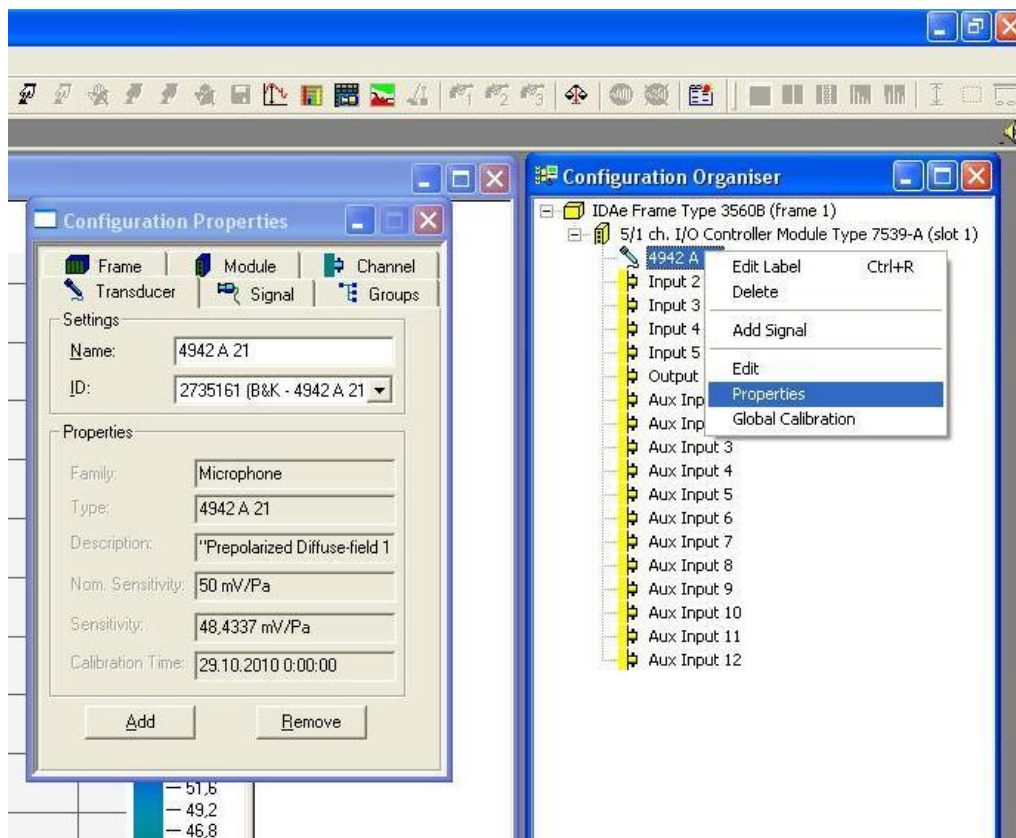 Configuration Properties
Frame
Module
Channel
Transducer
Signal
Groups
Settings
Name:
4942 A 21
ID:
2735161 (B&K - 4942 A 21
Properties
Family:
Microphone
Type:
4942 A 21
Description:
"Prepolarized Diffuse-field 1
Nom. Sensitivity:
50 mV/Pa
Sensitivity:
48,4337 mV/Pa
Calibration Time:
29.10.2010 0:00:00
Add
Remove
51,6
49,2
46,8
Configuration Organiser
IDAe Frame Type 3560B (frame 1)
5/1 ch. I/O Controller Module Type 7539-A (slot 1)
4942 A
Input 2
Input 3
Input 4
Input 5
Output
Aux Inp
Aux Inp
Aux Input 3
Aux Input 4
Aux Input 5
Aux Input 6
Aux Input 7
Aux Input 8
Aux Input 9
Aux Input 10
Aux Input 11
Aux Input 12
Edit Label Ctrl+R
Delete
Add Signal
Edit
Properties
Global Calibration